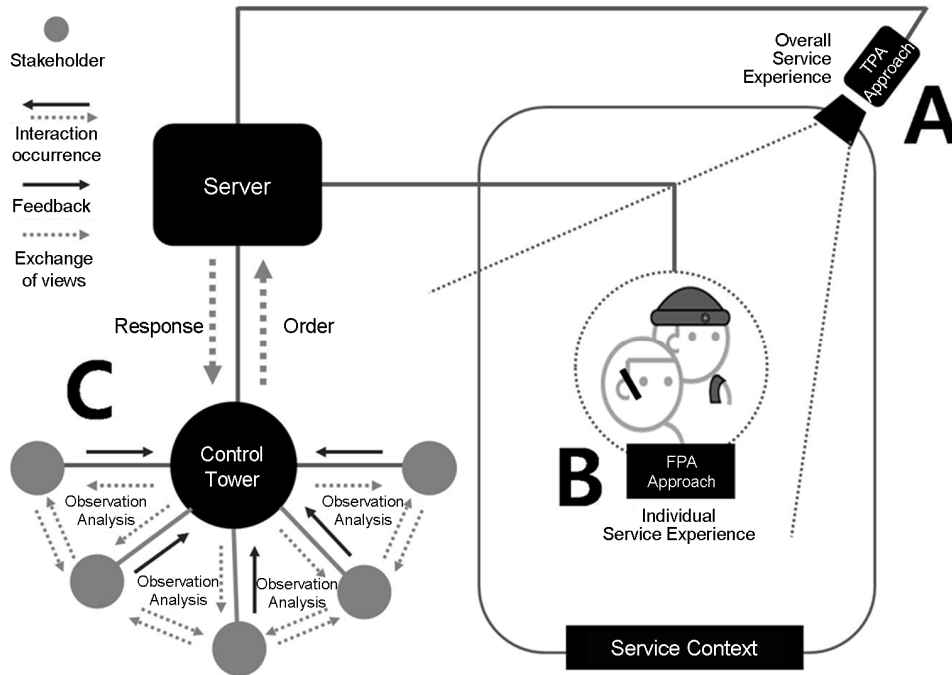 Stakeholder
Interaction
occurrence
Feedback
Exchange
of views
Server
Response
Order
C
Control
Tower
Observation
Analysis
Observation
Analysis
Observation
Analysis
Observation
Analysis
Overall
Service
Experience
TPA
Approach
A
B
FPA
Approach
Individual
Service Experience
Service Context